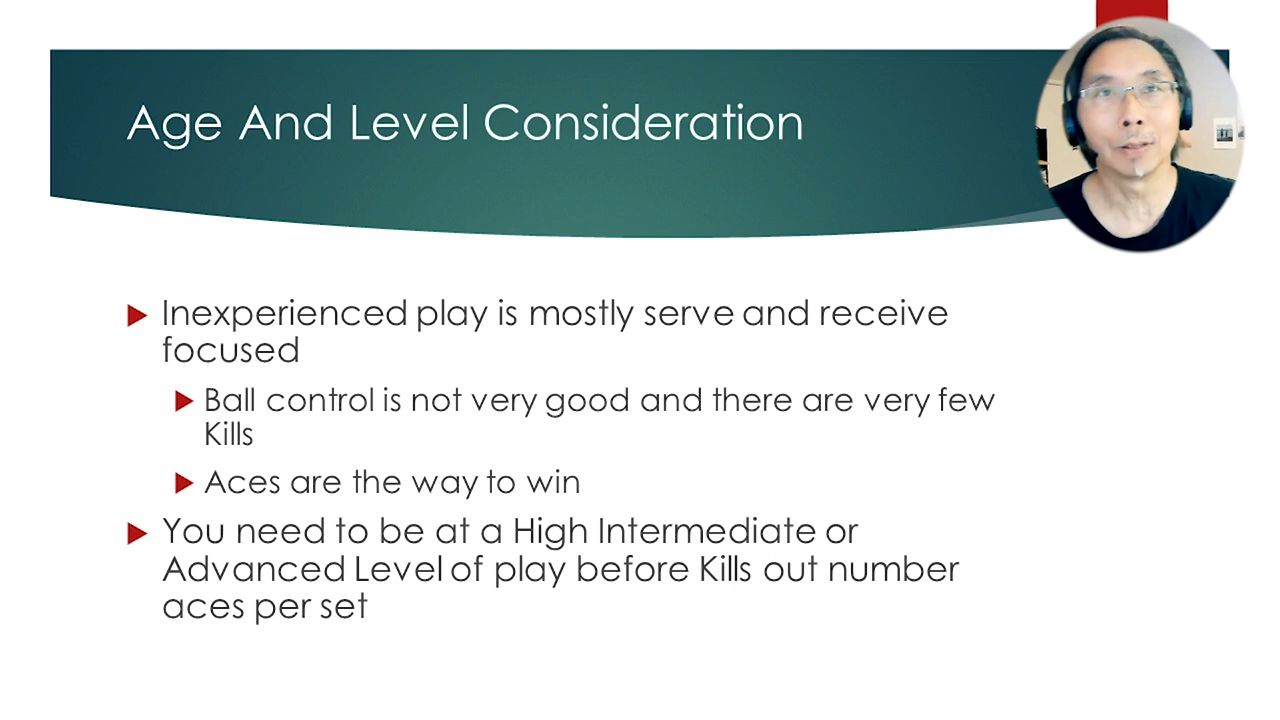 Age And Level Consideration
Inexperienced play is mostly serve and receive
focused
Ball control is not very good and there are very few
Kills
Aces are the way to win
You need to be at a High Intermediate or
Advanced Level of play before Kills out number
aces per set